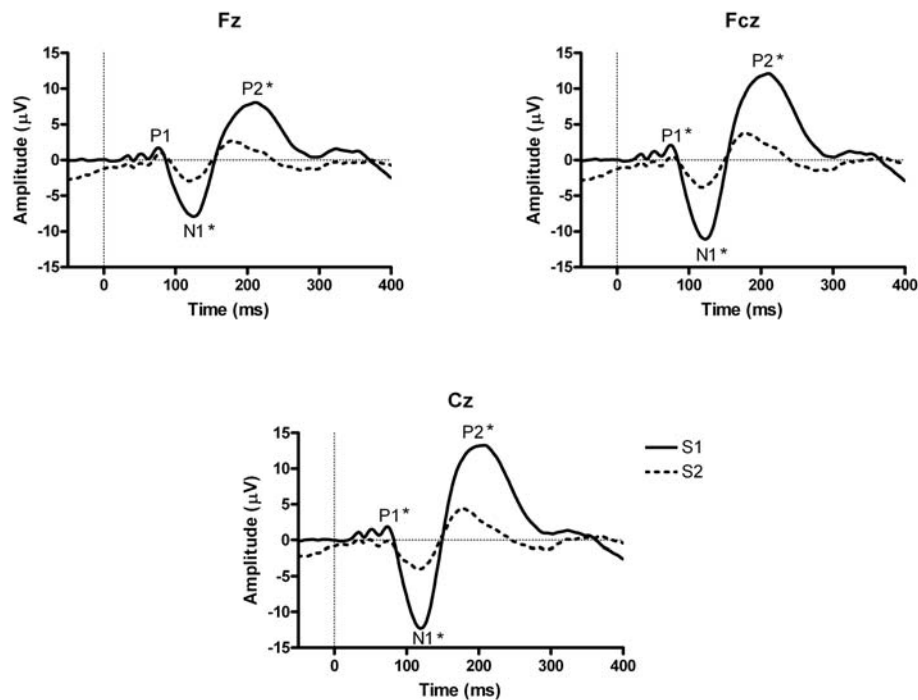 Fz
15
10
5
0
-5
-10
-15
Amplitude (μV)
P1
N1*
P2*
0 100 200 300 400
Time (ms)
Fcz
15
10
5
0
-5
-10
-15
Amplitude (μV)
P1*
N1*
P2*
0 100 200 300 400
Time (ms)
Cz
15
10
5
0
-5
-10
-15
Amplitude (μV)
P1*
N1*
P2*
0 100 200 300 400
Time (ms)
S1
S2